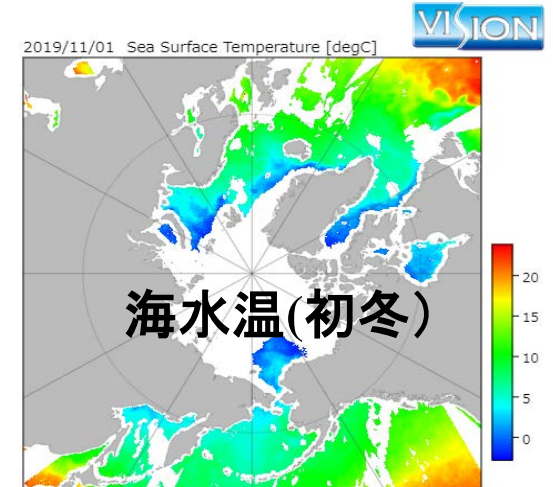 VISION
2019/11/01 Sea Surface Temperature [degC]
海水温(初冬）
20
15
10
5
0